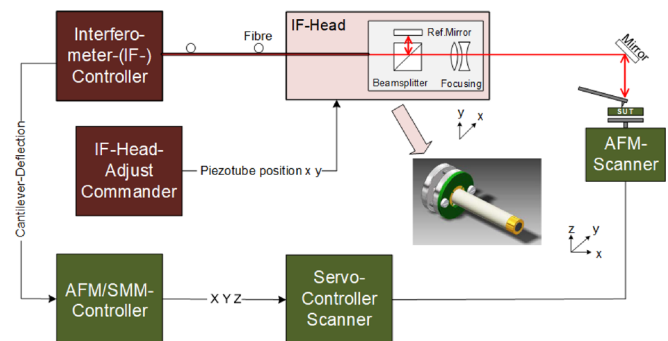 Interfero-
meter-(IF-)
Controller
Fibre
IF-Head
Ref.Mirror
Beamsplitter
Focusing
Mirror
SUT
AFM-
Scanner
y
x
IF-Head-
Adjust
Commander
Piezotube position x y
Cantilever-Deflection
z
y
x
AFM/SMM-
Controller
X Y Z
Servo-
Controller
Scanner